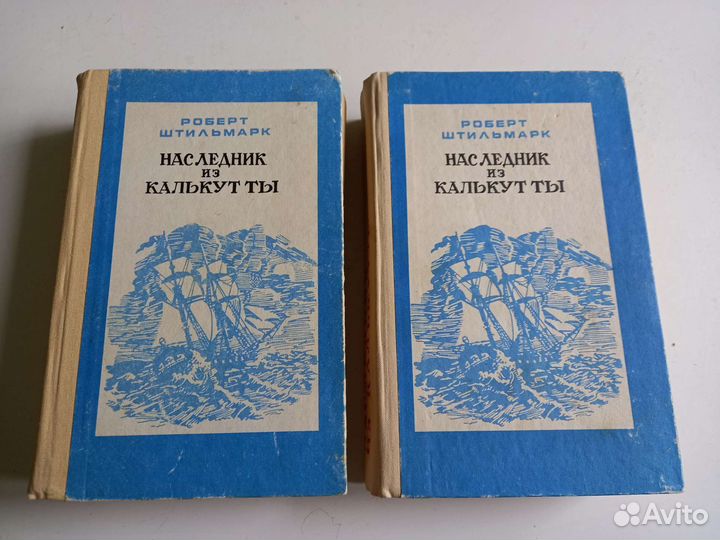 РОБЕРТ
ШТИЛЬМАРК
НАСЛЕДНИК
ИЗ
КАЛЬКУТТЫ
РОБЕРТ
ШТИЛЬМАРК
НАСЛЕДНИК
ИЗ
КАЛЬКУТТЫ
Avito